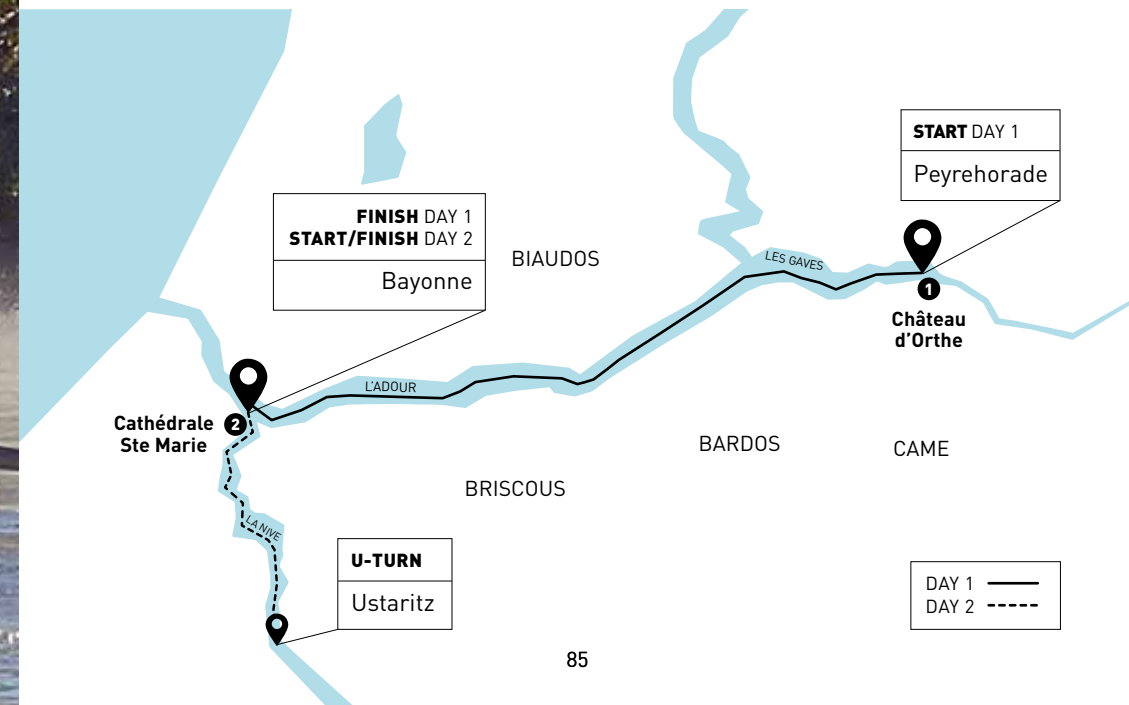 START DAY 1
Peyrehorade
FINISH DAY 1
START/FINISH DAY 2
Bayonne
BIAUDOS
LES GAVES
1
Château
d'Orthe
L'ADOUR
Cathédrale
Ste Marie
2
BARDOS
CAME
BRISCOUS
LA NIVE
U-TURN
Ustaritz
DAY 1
DAY 2
85